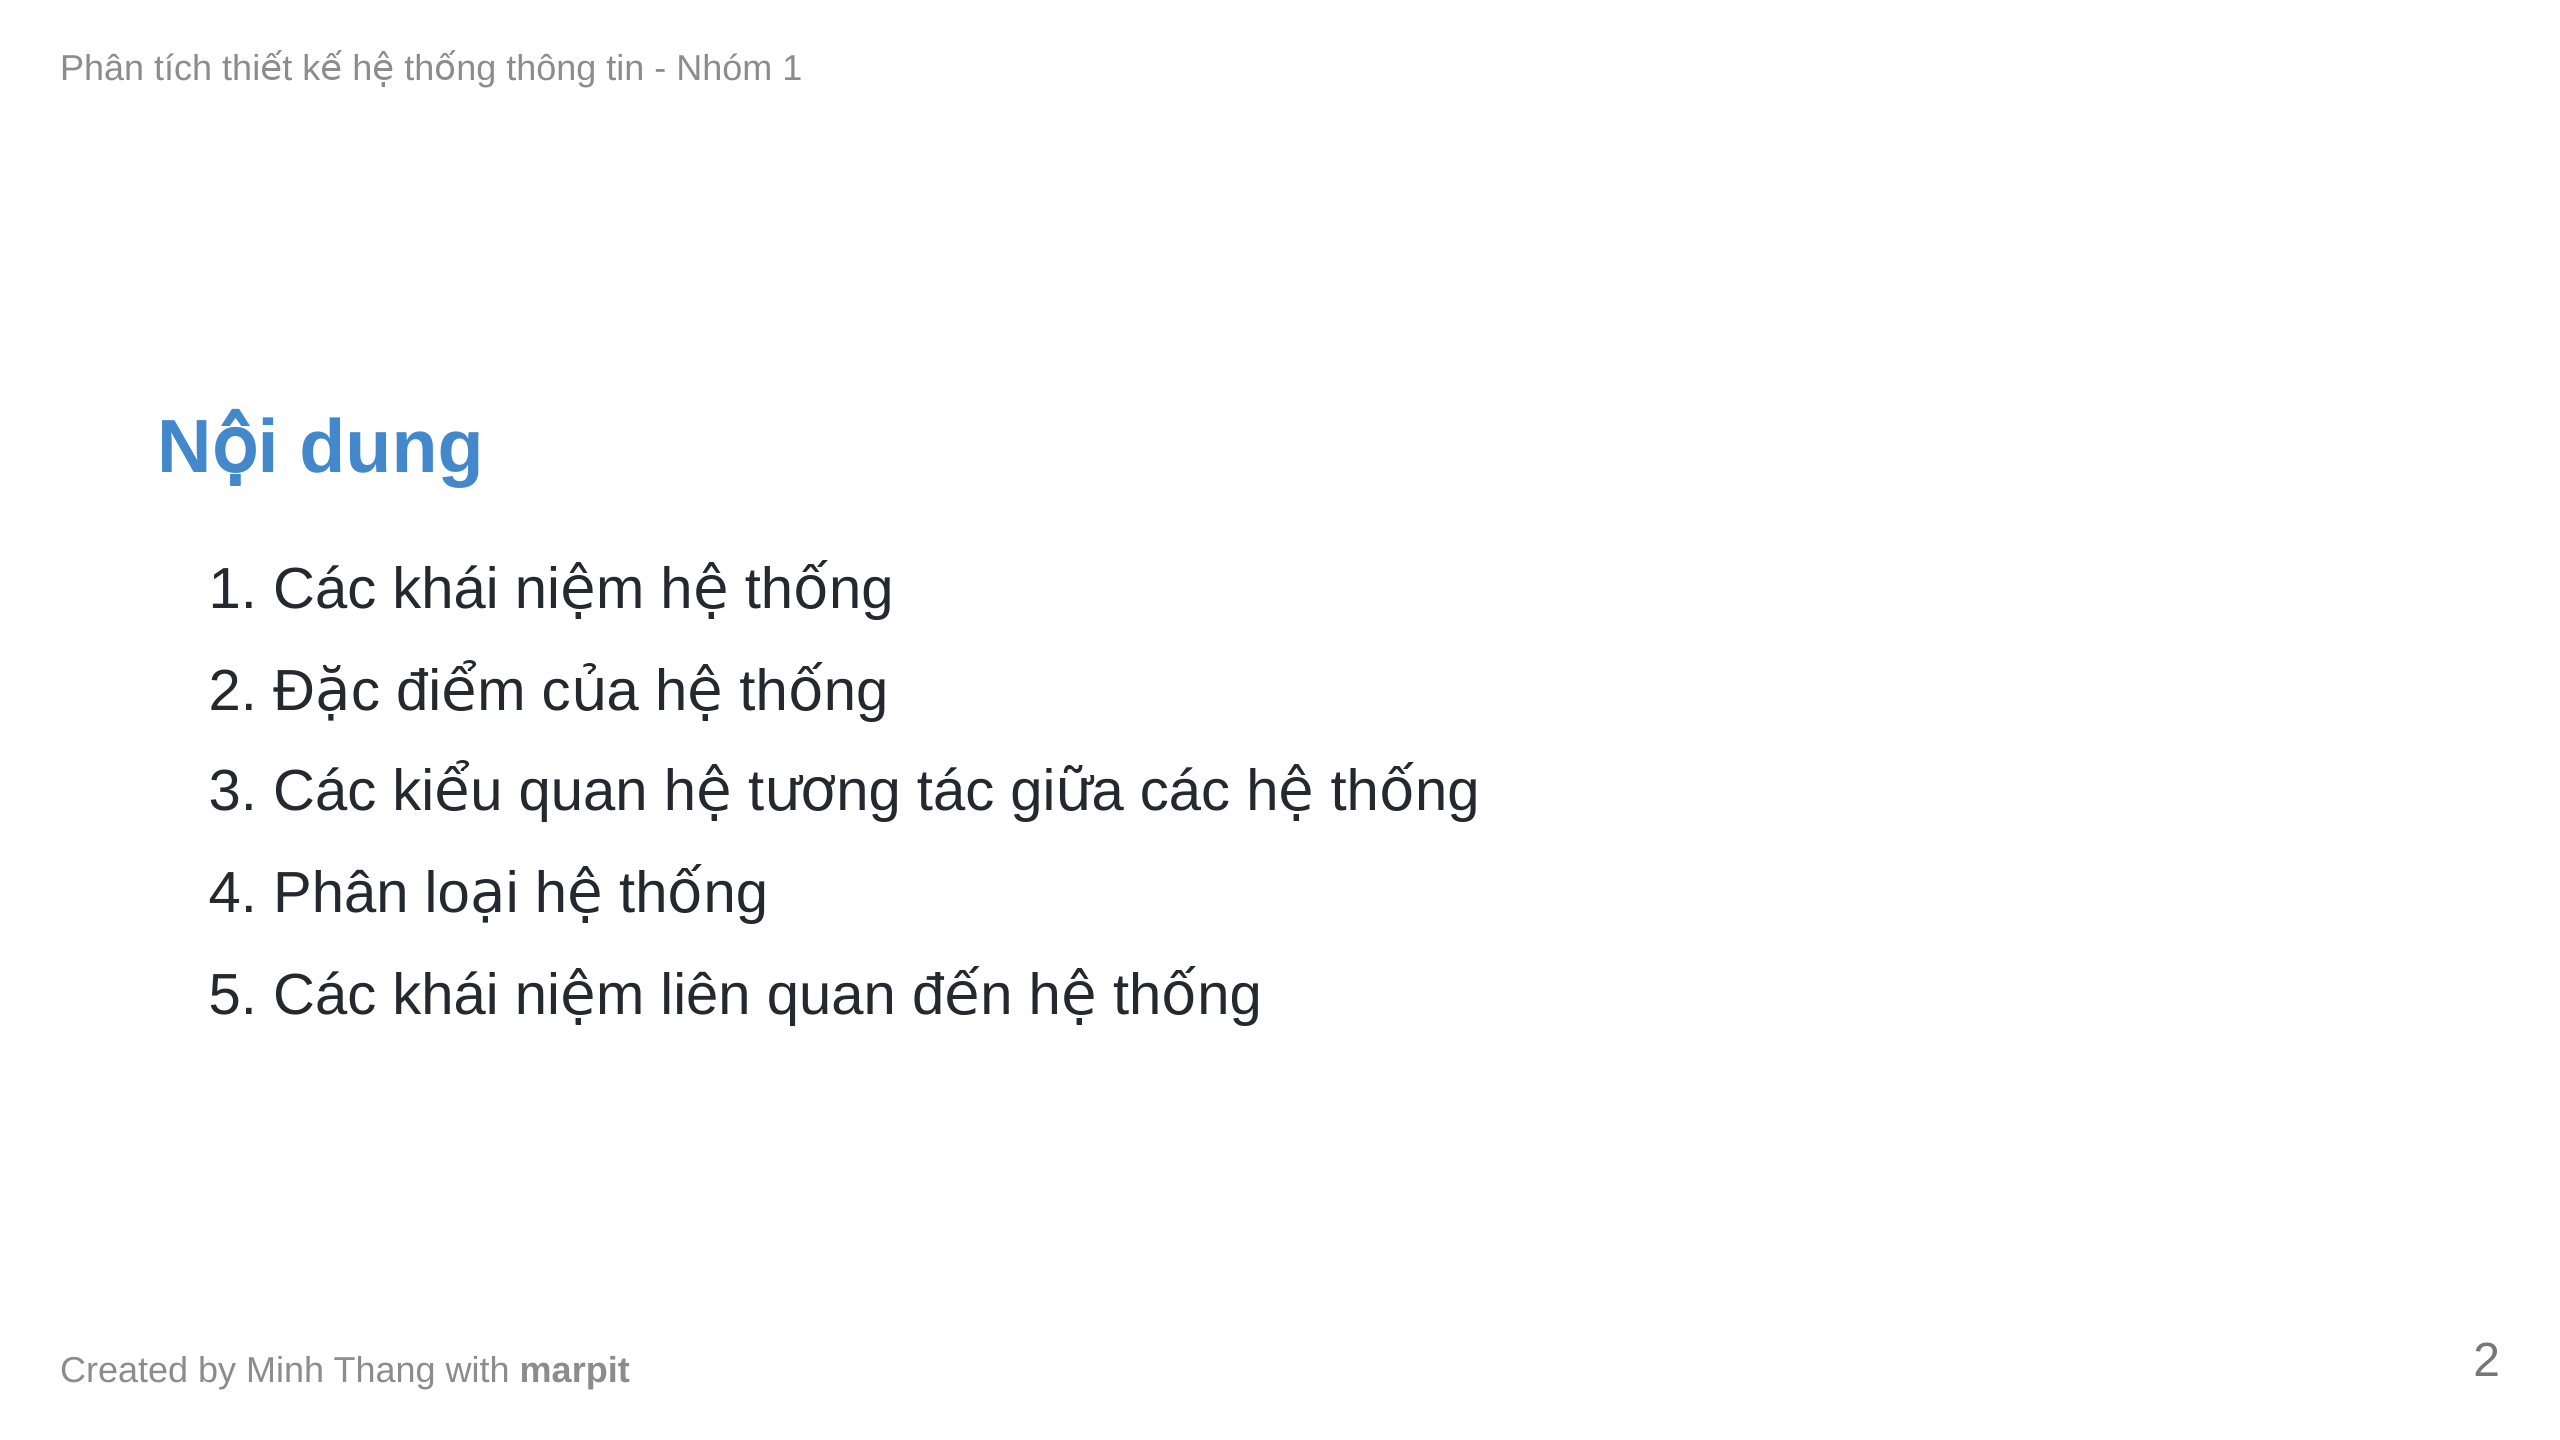 Phân tích thiết kế hệ thống thông tin - Nhóm 1
Nội dung
1. Các khái niệm hệ thống
2. Đặc điểm của hệ thống
3. Các kiểu quan hệ tương tác giữa các hệ thống
4. Phân loại hệ thống
5. Các khái niệm liên quan đến hệ thống
Created by Minh Thang with marpit
2